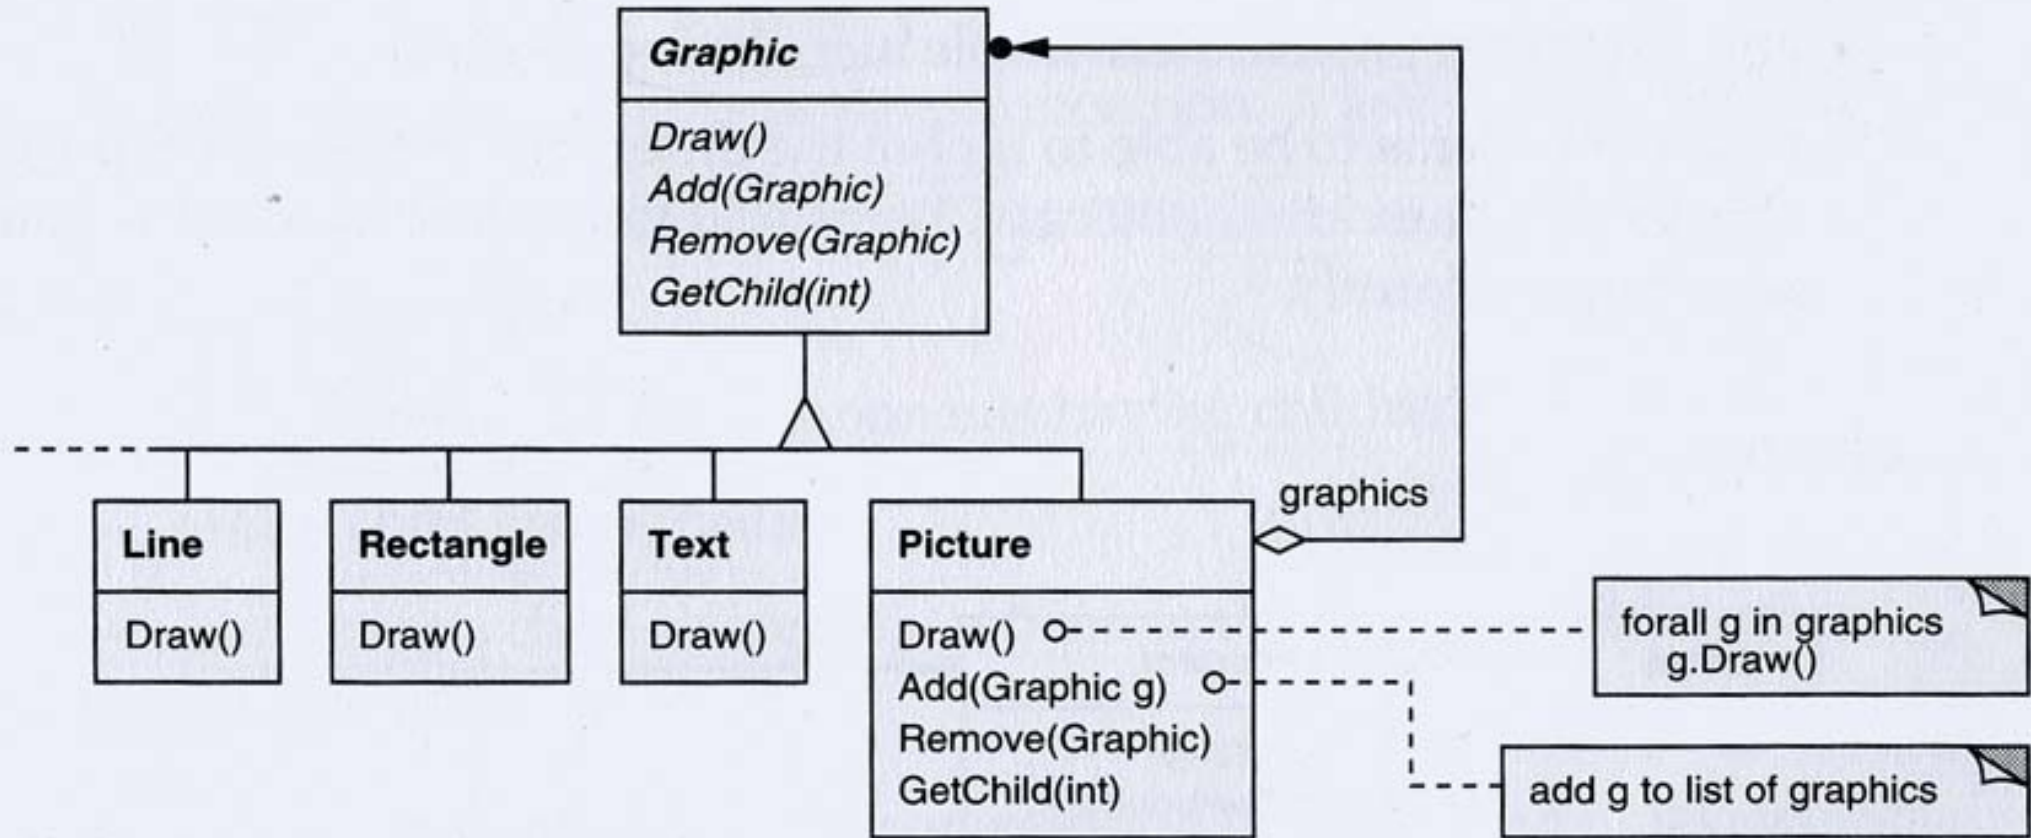 Graphic
Draw()
Add(Graphic)
Remove(Graphic)
GetChild(int)
graphics
Line
Draw()
Rectangle
Draw()
Text
Draw()
Picture
Draw()
Add(Graphic g)
Remove(Graphic)
GetChild(int)
forall g in graphics
g.Draw()
add g to list of graphics